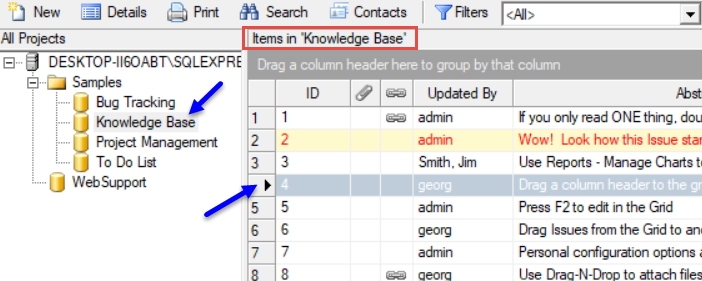 New Details Print Search Contacts Filters <All>
All Projects
DESKTOP-II6OABT\SQLEXPRE
Samples
Bug Tracking
Knowledge Base
Project Management
To Do List
WebSupport
Items in 'Knowledge Base'
Drag a column header here to group by that column
ID Updated By Abst
1 1 admin If you only read ONE thing, dou
2 2 admin Wow! Look how this Issue star
3 3 Smith, Jim Use Reports - Manage Charts to
4 georg Drag a column header to the gr
5 5 admin Press F2 to edit in the Grid
6 6 georg Drag Issues from the Grid to an
7 7 admin Personal configuration options a
8 8 georg Use Drag-N-Drop to attach files